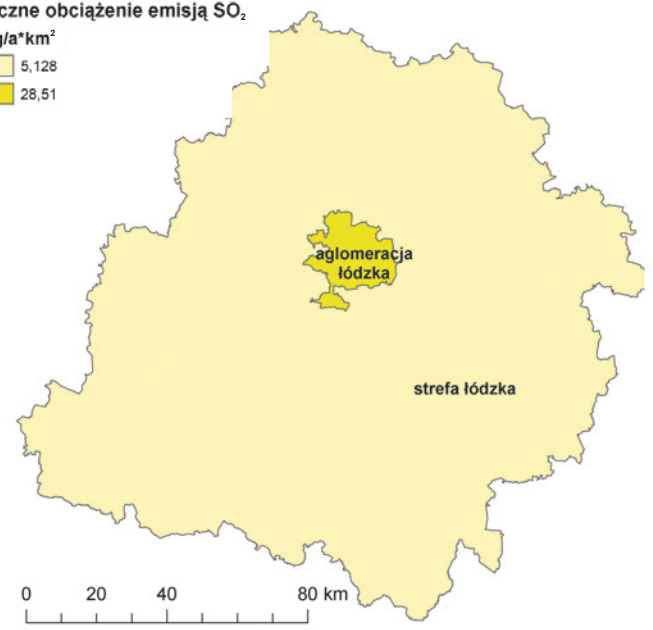 czne obciążenie emisją SO₂
g/a*km²
5,128
28,51
aglomeracja
łódzka
strefa łódzka
0 20 40 80 km